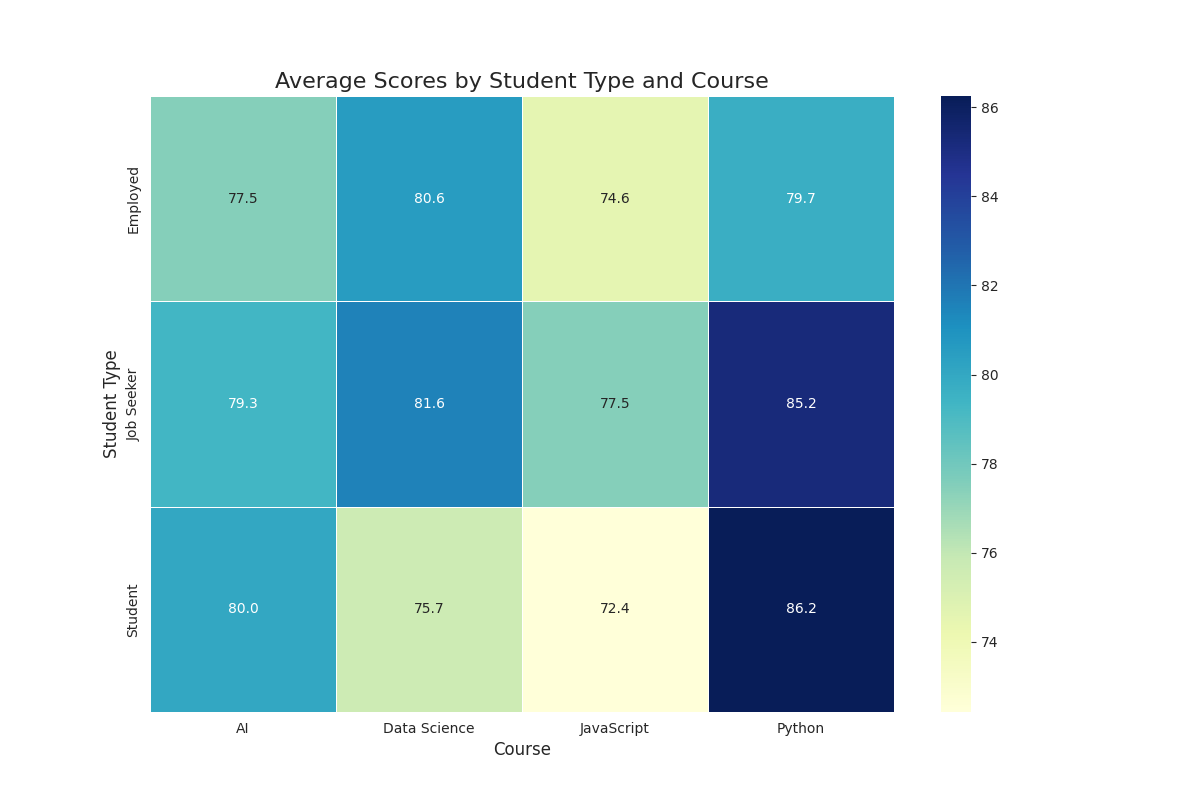 Average Scores by Student Type and Course
Student Type
Employed
77.5 80.6 74.6 79.7
Job Seeker
79.3 81.6 77.5 85.2
Student
80.0 75.7 72.4 86.2
AI Data Science JavaScript Python
Course
86
84
82
80
78
76
74